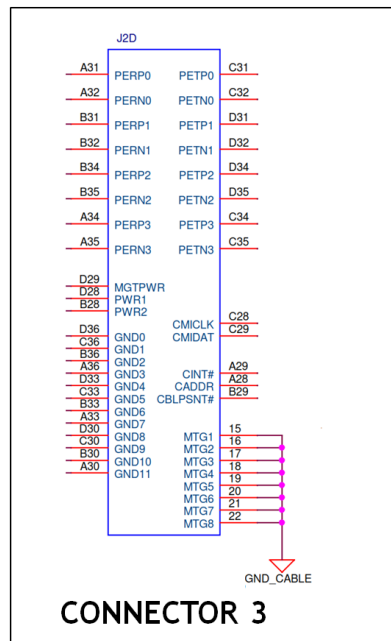 J2D
A31 PERP0 PETP0 C31
A32 PERN0 PETN0 C32
B31 PERP1 PETP1 D31
B32 PERN1 PETN1 D32
B34 PERP2 PETP2 D34
B35 PERN2 PETN2 D35
A34 PERP3 PETP3 C34
A35 PERN3 PETN3 C35
D29 MGTPWR
D28 PWR1
B28 PWR2
CMICLK C28
CMIDAT C29
D36 GND0
C36 GND1
B36 GND2
A36 GND3 CINT# A29
D33 GND4 CADDR A28
C33 GND5 CBLPSNT# B29
B33 GND6
A33 GND7
D30 GND8 MTG1 15
C30 GND9 MTG2 16
B30 GND10 MTG3 17
A30 GND11 MTG4 18
MTG5 19
MTG6 20
MTG7 21
MTG8 22
GND_CABLE
CONNECTOR 3